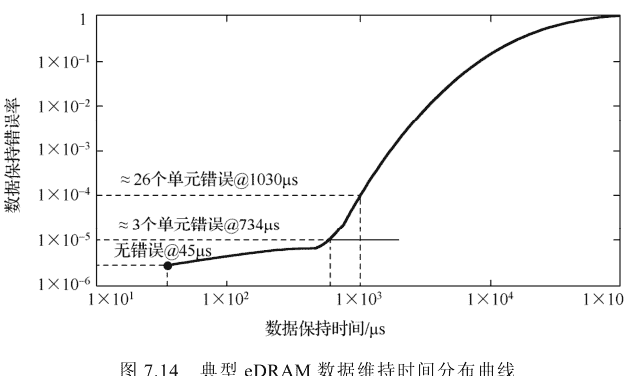 1
1×10⁻¹
1×10⁻²
1×10⁻³
1×10⁻⁴
1×10⁻⁵
1×10⁻⁶
数据保持错误率
≈26个单元错误@1030μs
≈3个单元错误@734μs
无错误@45μs
1×10¹ 1×10² 1×10³ 1×10⁴ 1×10
数据保持时间/μs
图 7.14 典型 eDRAM 数据维持时间分布曲线